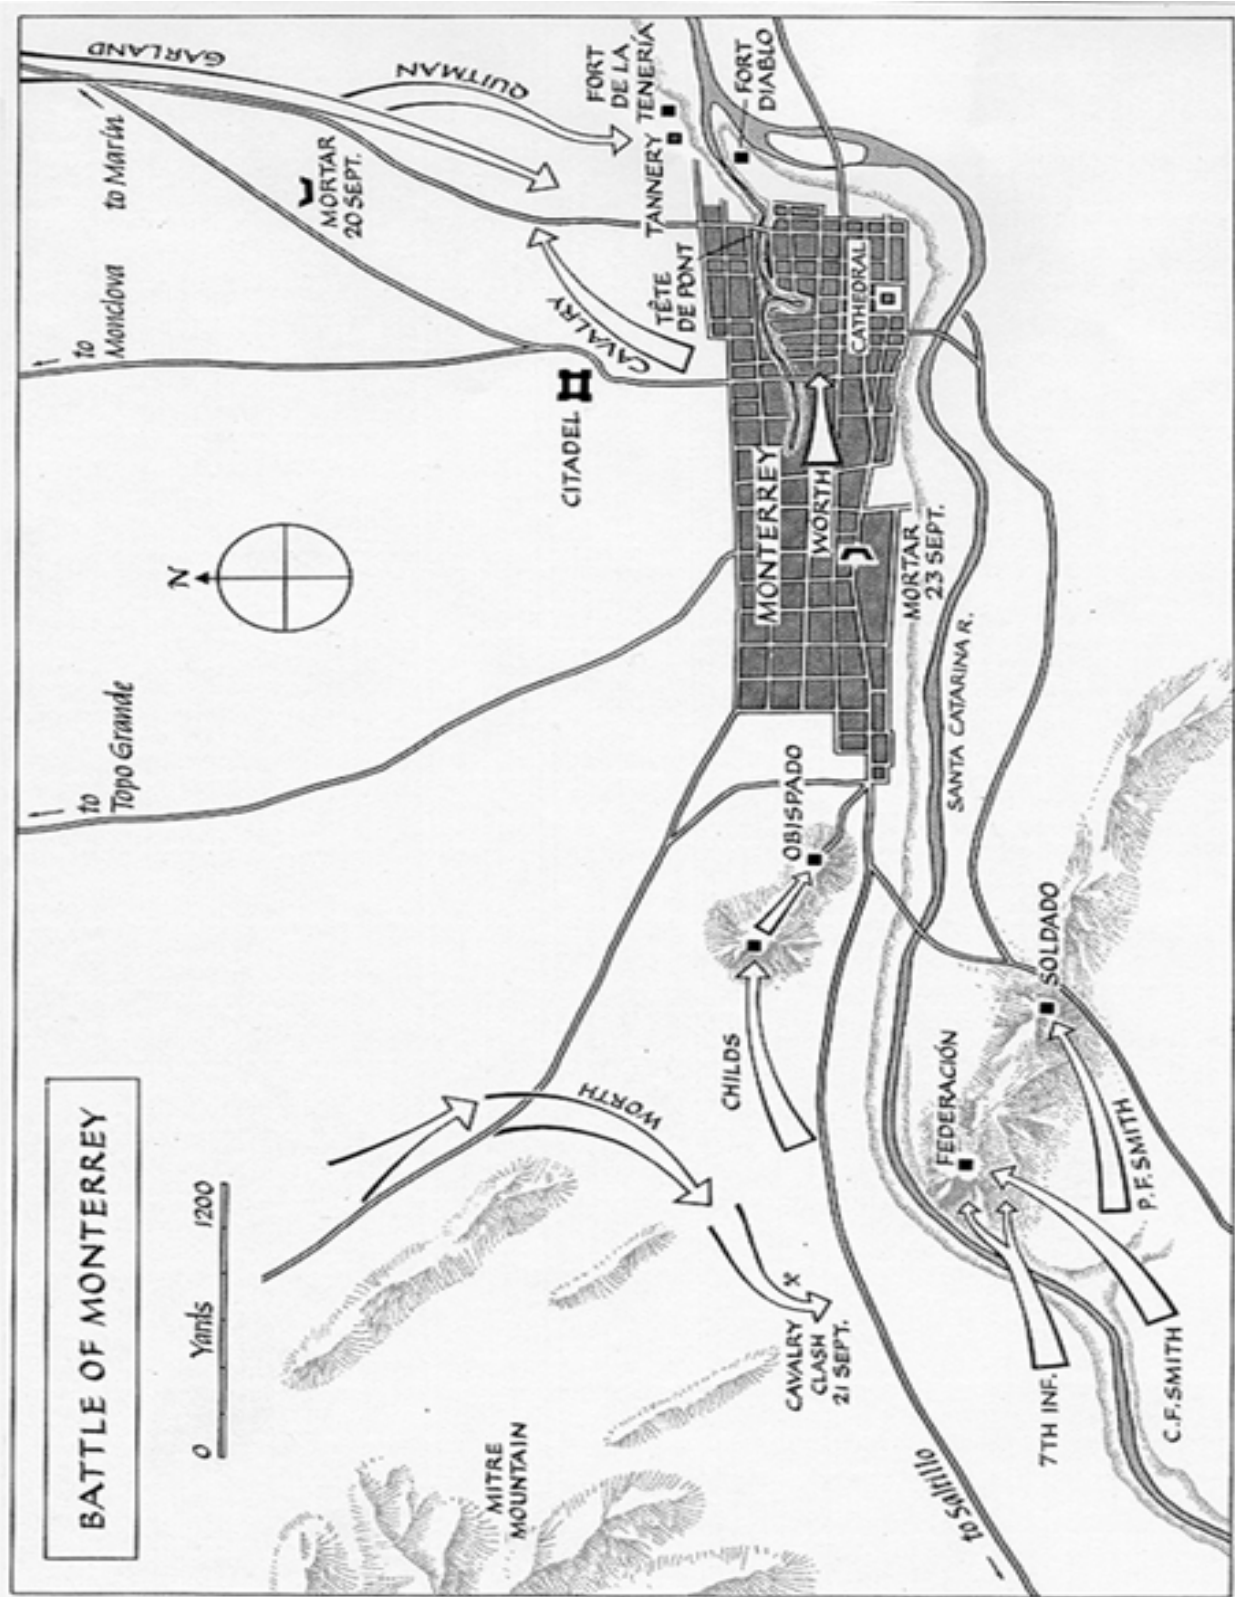 BATTLE OF MONTERREY
0 Yards 1200
to
Topo Grande
N
to
Monclova
to Marín
GARLAND
QUITMAN
MORTAR
20 SEPT.
CAVALRY
CITADEL
FORT
DE LA
TENERÍA
TANNERY
FORT
DIABLO
TÊTE
DE PONT
CATHEDRAL
MONTERREY
WORTH
MORTAR
23 SEPT.
SANTA CATARINA R.
OBISPADO
SOLDADO
CHILDS
FEDERACIÓN
WORTH
P.F. SMITH
C.F. SMITH
7TH INF.
CAVALRY
CLASH
21 SEPT.
X
MITRE
MOUNTAIN
to Saltillo